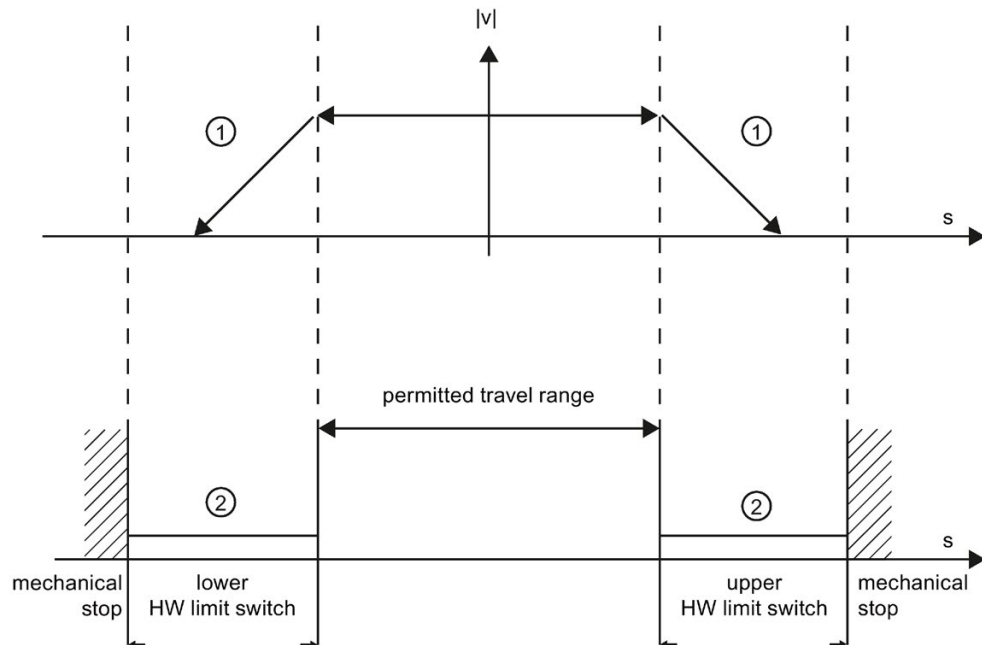 |v|
①
①
s
permitted travel range
②
②
s
mechanical
stop
lower
HW limit switch
upper
HW limit switch
mechanical
stop